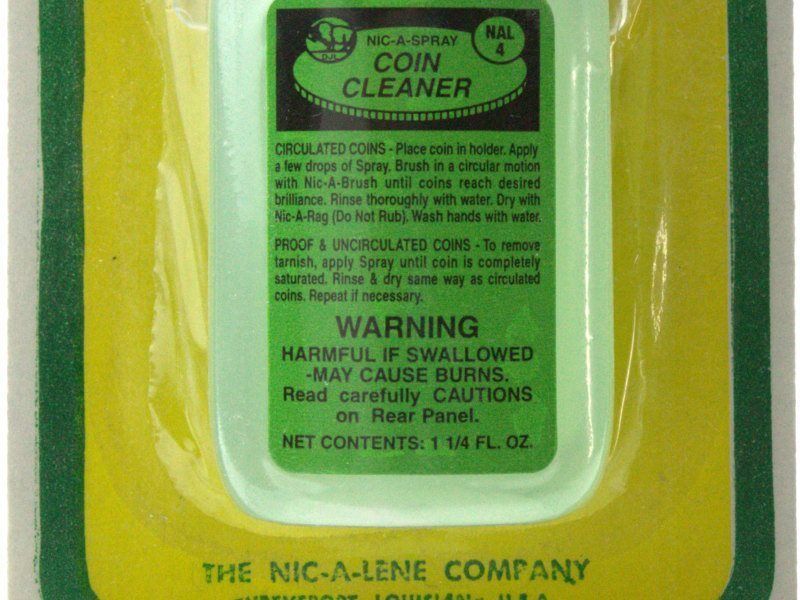 NIC-A-SPRAY
NAL
4
DJL
COIN
CLEANER
CIRCULATED COINS - Place coin in holder. Apply
a few drops of Spray. Brush in a circular motion
with Nic-A-Brush until coins reach desired
brilliance. Rinse thoroughly with water. Dry with
Nic-A-Rag (Do Not Rub). Wash hands with water.
PROOF & UNCIRCULATED COINS - To remove
tarnish, apply Spray until coin is completely
saturated. Rinse & dry same way as circulated
coins. Repeat if necessary.
WARNING
HARMFUL IF SWALLOWED
-MAY CAUSE BURNS.
Read carefully CAUTIONS
on Rear Panel.
NET CONTENTS: 1 1/4 FL. OZ.
THE NIC-A-LENE COMPANY
SHREVEPORT, LOUISIANA U.S.A.